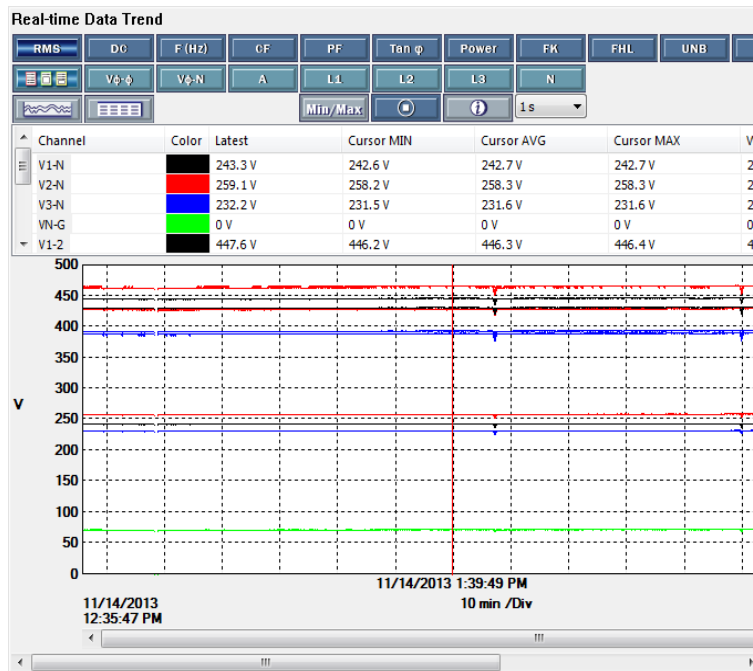 Real-time Data Trend
RMS DC F (Hz) CF PF Tan φ Power FK FHL UNB
Vϕ-ϕ Vϕ-N A L1 L2 L3 N
Min/Max 1 s
Channel Color Latest Cursor MIN Cursor AVG Cursor MAX V
V1-N 243.3 V 242.6 V 242.7 V 242.7 V 2
V2-N 259.1 V 258.2 V 258.3 V 258.3 V 2
V3-N 232.2 V 231.5 V 231.6 V 231.6 V 2
VN-G 0 V 0 V 0 V 0 V 0
V1-2 447.6 V 446.2 V 446.3 V 446.4 V 4
500
450
400
350
300
V
250
200
150
100
50
0
11/14/2013 1:39:49 PM
11/14/2013 10 min /Div
12:35:47 PM